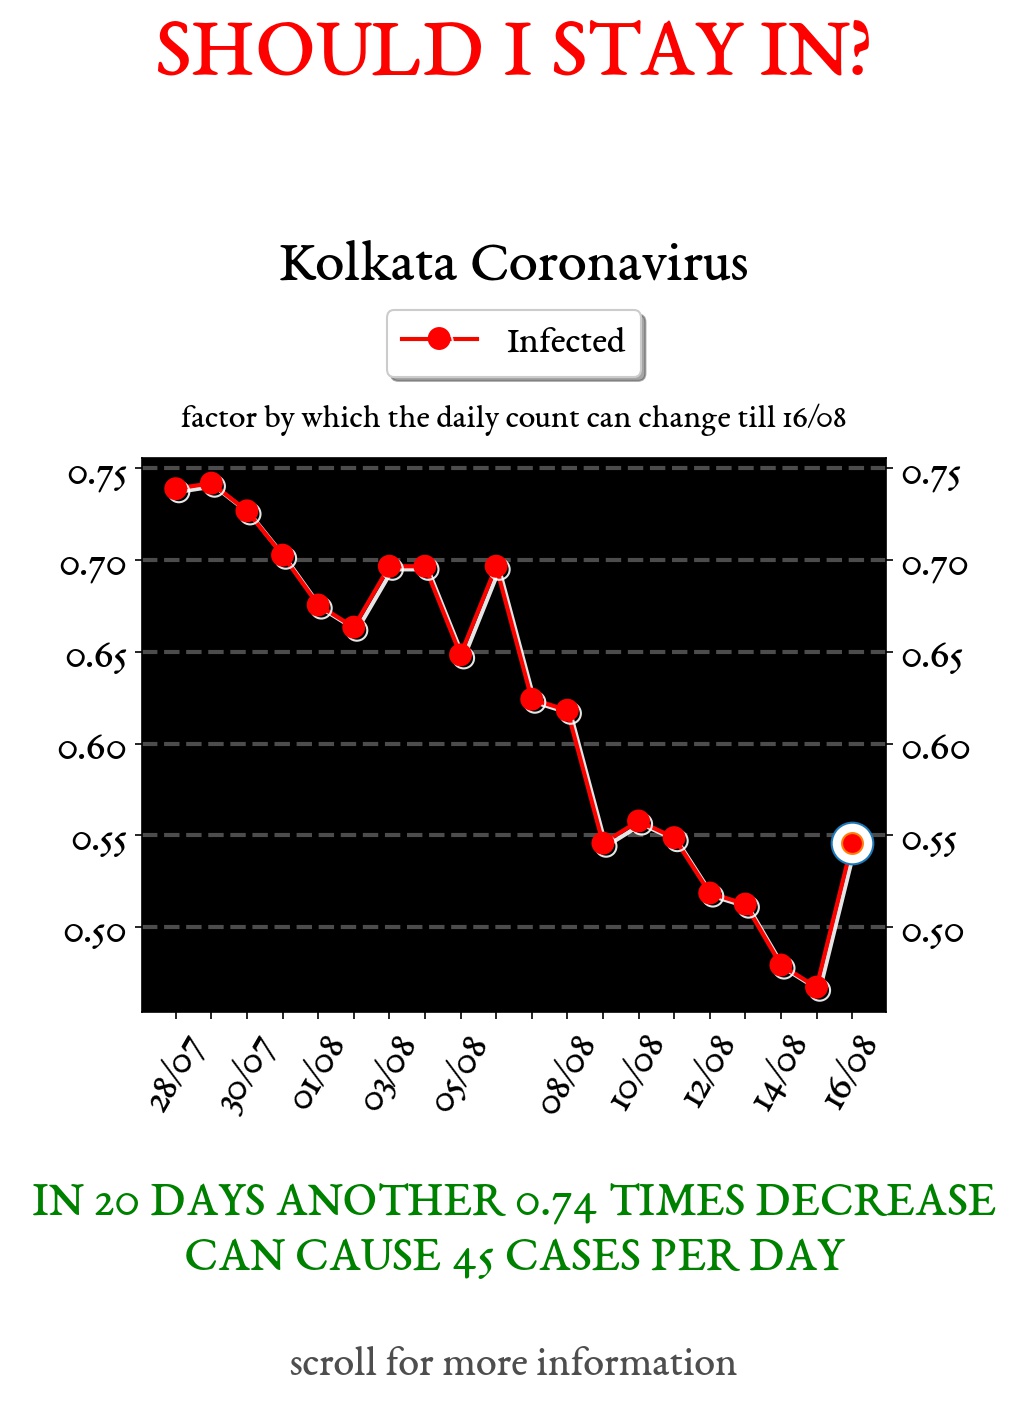 SHOULD I STAY IN?
Kolkata Coronavirus
Infected
factor by which the daily count can change till 16/08
0.75 0.75
0.70 0.70
0.65 0.65
0.60 0.60
0.55 0.55
0.50 0.50
28/07 30/07 01/08 03/08 05/08 08/08 10/08 12/08 14/08 16/08
IN 20 DAYS ANOTHER 0.74 TIMES DECREASE
CAN CAUSE 45 CASES PER DAY
scroll for more information